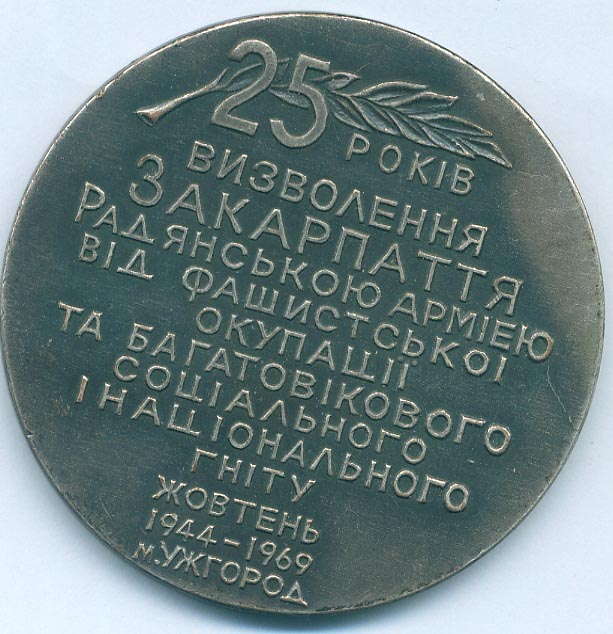 25
РОКІВ
ВИЗВОЛЕННЯ
ЗАКАРПАТТЯ
РАДЯНСЬКОЮ АРМІЄЮ
ВІД ФАШИСТСЬКОЇ
ОКУПАЦІЇ
ТА БАГАТОВІКОВОГО
СОЦІАЛЬНОГО
І НАЦІОНАЛЬНОГО
ГНІТУ
ЖОВТЕНЬ
1944-1969
м. УЖГОРОД